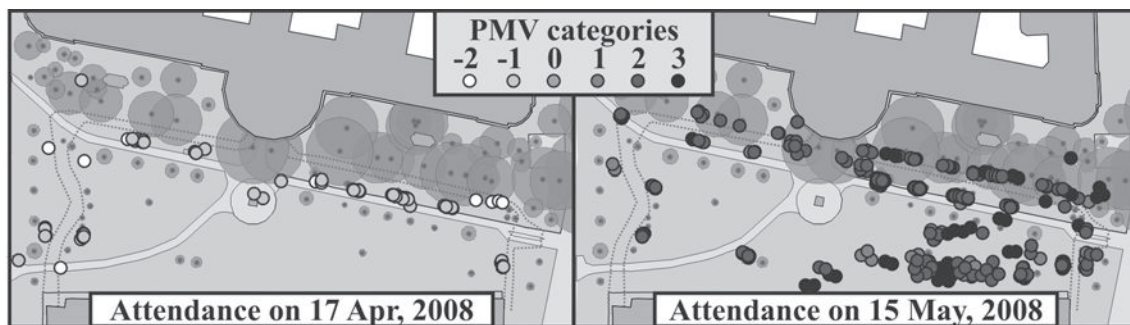 PMV categories
-2 -1 0 1 2 3
Attendance on 17 Apr, 2008
Attendance on 15 May, 2008